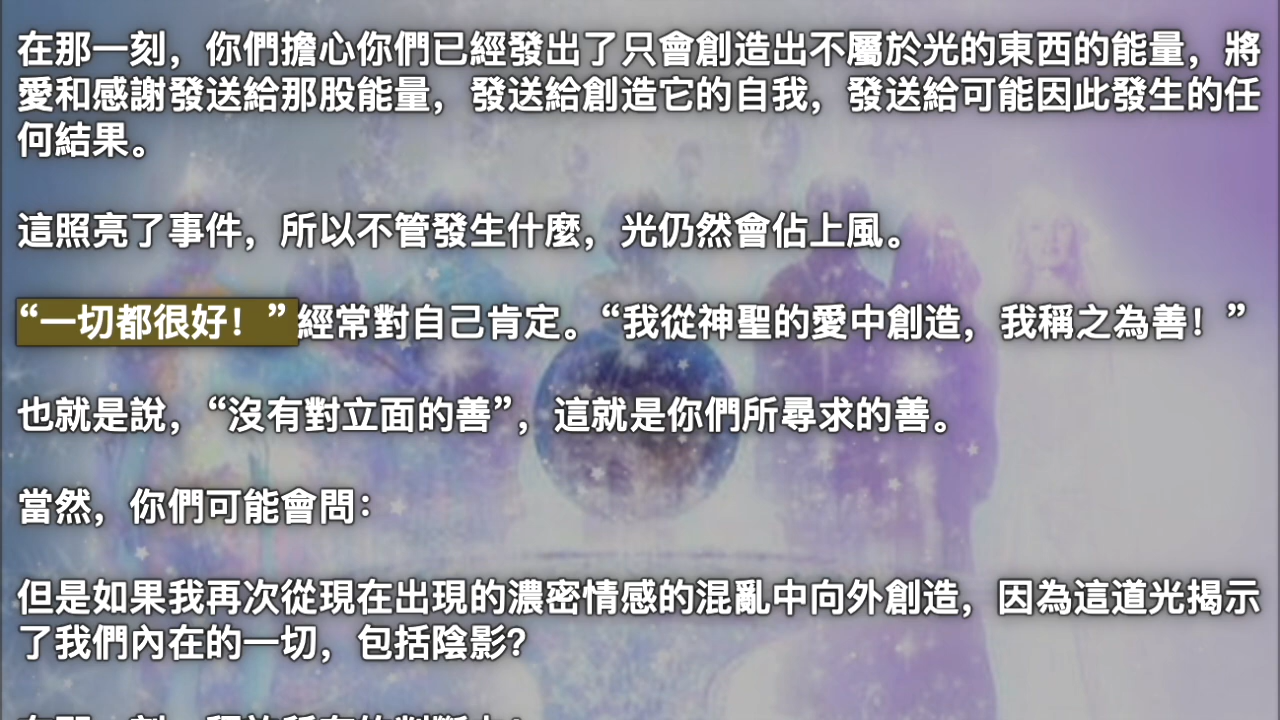 在那一刻，你們擔心你們已經發出了只會創造出不屬於光的東西的能量，將
愛和感謝發送給那股能量，發送給創造它的自我，發送給可能因此發生的任
何結果。
這照亮了事件，所以不管發生什麼，光仍然會佔上風。
“一切都很好！”經常對自己肯定。“我從神聖的愛中創造，我稱之為善！”
也就是說，“沒有對立面的善”，這就是你們所尋求的善。
當然，你們可能會問：
但是如果我再次從現在出現的濃密情感的混亂中向外創造，因為這道光揭示
了我們內在的一切，包括陰影？